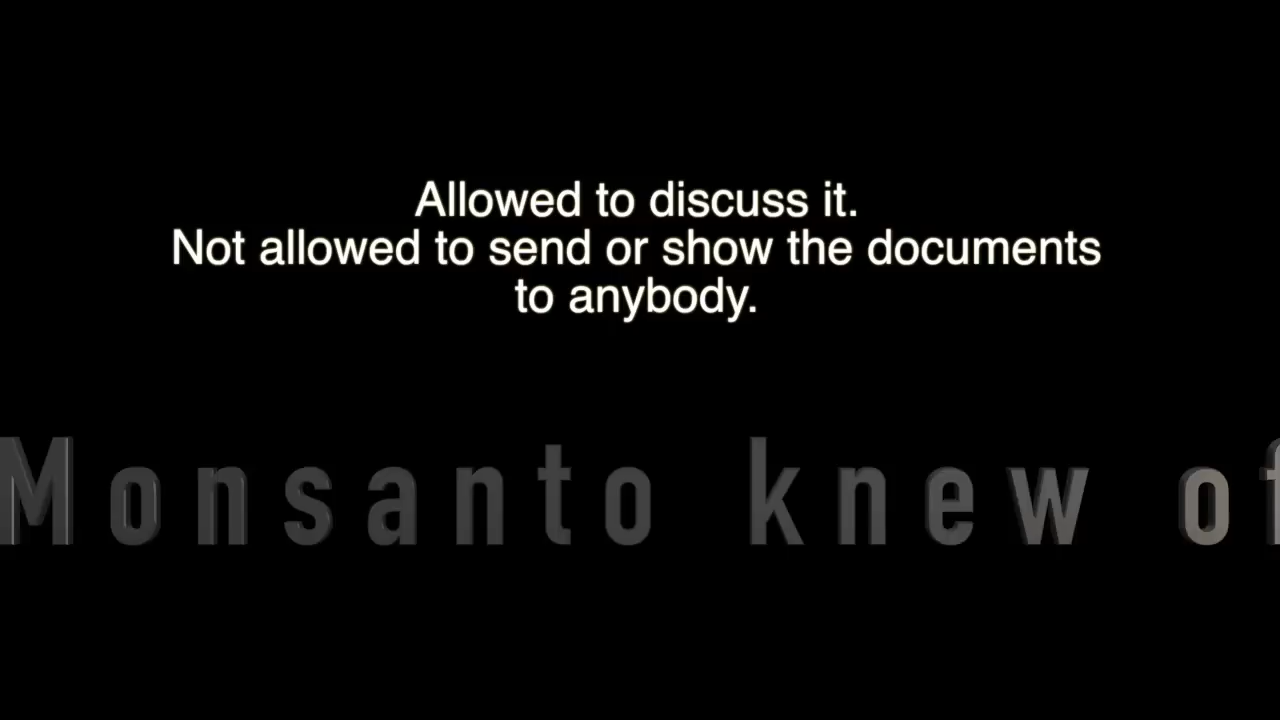 Allowed to discuss it.
Not allowed to send or show the documents
to anybody.
Monsanto knew of